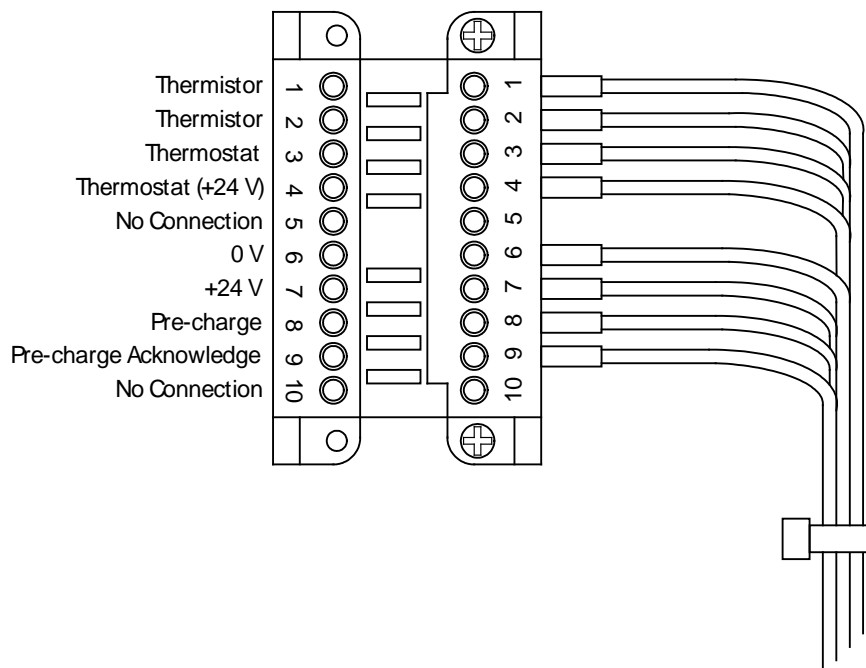 Thermistor 1 1
Thermistor 2 2
Thermostat 3 3
Thermostat (+24 V) 4 4
No Connection 5 5
0 V 6 6
+24 V 7 7
Pre-charge 8 8
Pre-charge Acknowledge 9 9
No Connection 10 10